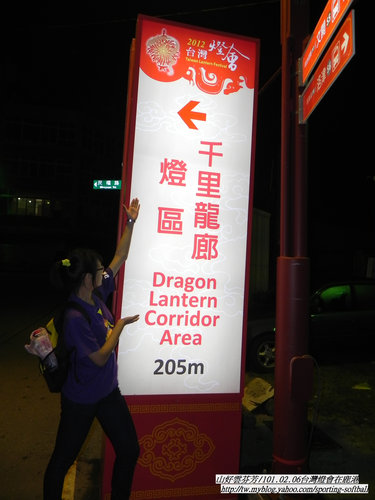 2012
台灣燈會
Taiwan Lantern Festival
千里龍廊
燈區
Dragon
Lantern
Corridor
Area
205m
山好雲芬芳/101.02.06台灣燈會在鹿港
http://tw.myblog.yahoo.com/sporting-softball